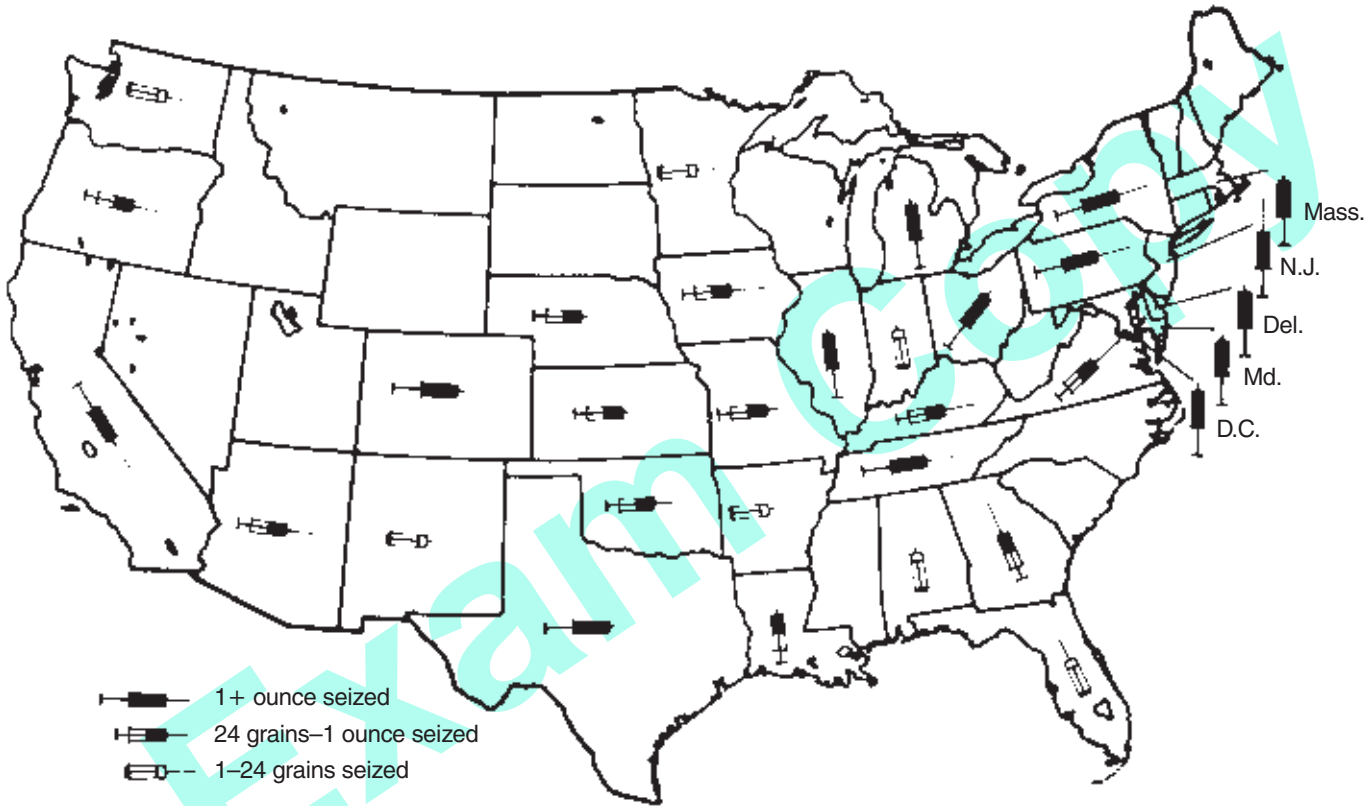 Mass.
N.J.
Del.
Md.
D.C.
1+ ounce seized
24 grains–1 ounce seized
1–24 grains seized
Exam Copy